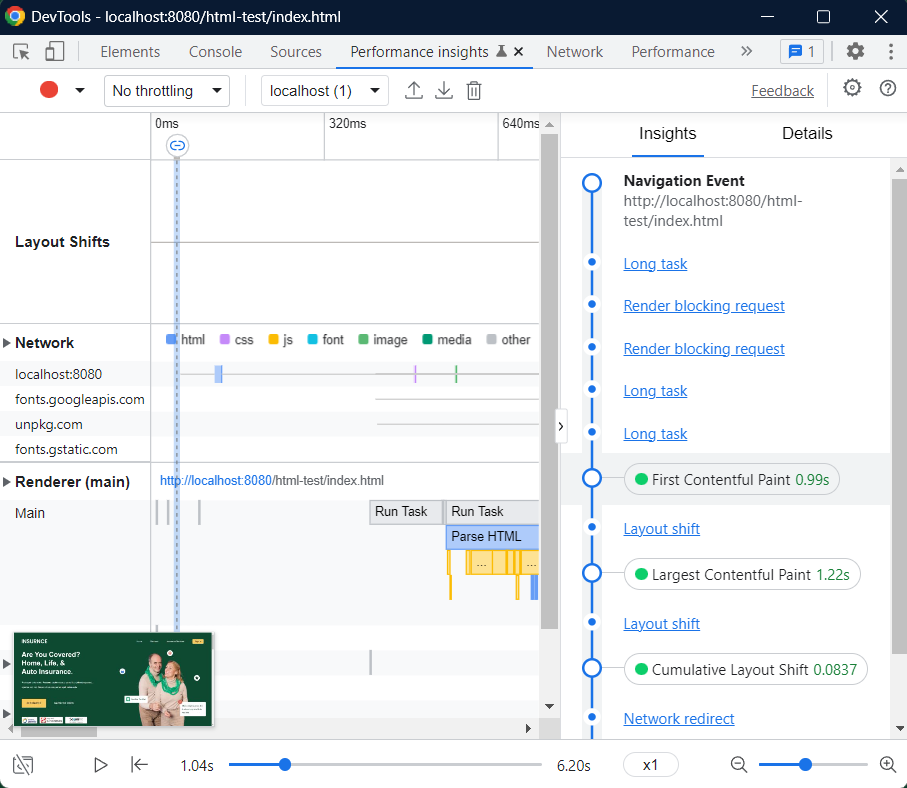 DevTools - localhost:8080/html-test/index.html
Elements Console Sources Performance insights Network Performance 1
No throttling localhost (1) Feedback
0ms 320ms 640ms
Insights Details
Layout Shifts
Network html css js font image media other
localhost:8080
fonts.googleapis.com
unpkg.com
fonts.gstatic.com
Renderer (main) http://localhost:8080/html-test/index.html
Main Run Task Run Task
Parse HTML
... ...
INSURNCE
Are You Covered?
Home, Life, &
Auto Insurance.
Navigation Event
http://localhost:8080/html-
test/index.html
Long task
Render blocking request
Render blocking request
Long task
Long task
First Contentful Paint 0.99s
Layout shift
Largest Contentful Paint 1.22s
Layout shift
Cumulative Layout Shift 0.0837
Network redirect
1.04s 6.20s x1